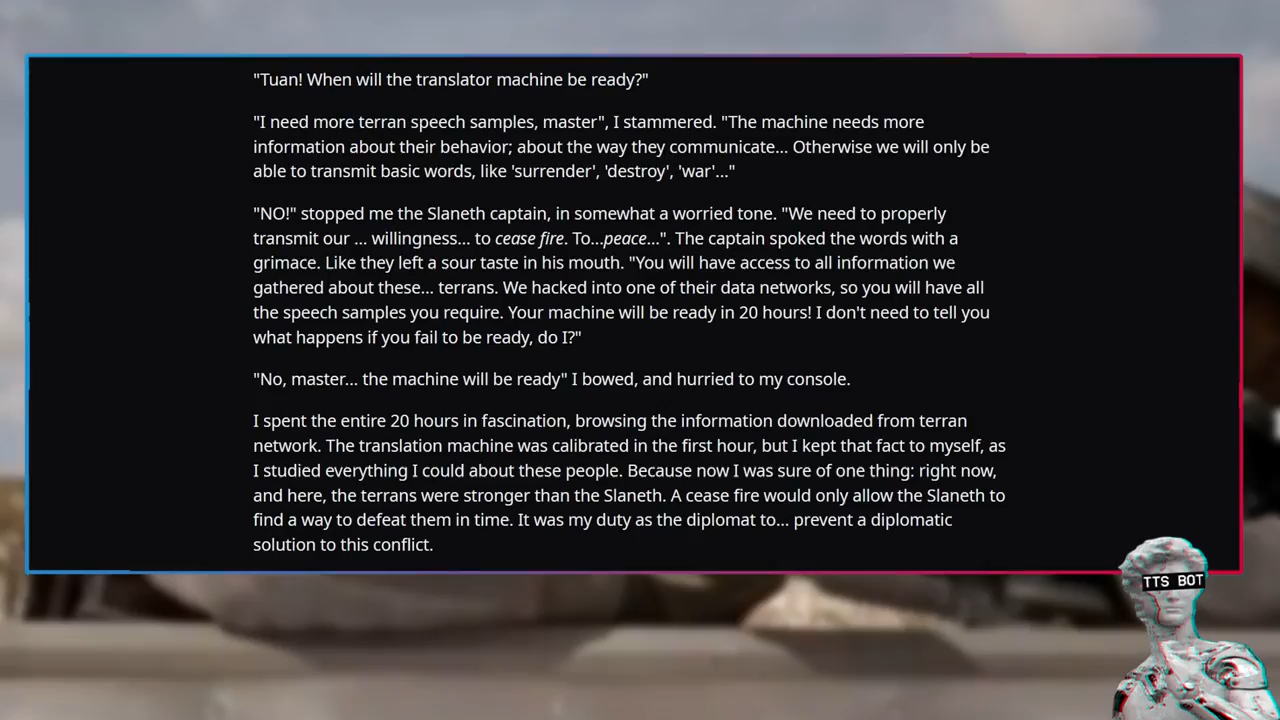 "Tuan! When will the translator machine be ready?"
"I need more terran speech samples, master", I stammered. "The machine needs more
information about their behavior; about the way they communicate... Otherwise we will only be
able to transmit basic words, like 'surrender', 'destroy', 'war'..."
"NO!" stopped me the Slaneth captain, in somewhat a worried tone. "We need to properly
transmit our ... willingness... to cease fire. To...peace...". The captain spoked the words with a
grimace. Like they left a sour taste in his mouth. "You will have access to all information we
gathered about these... terrans. We hacked into one of their data networks, so you will have all
the speech samples you require. Your machine will be ready in 20 hours! I don't need to tell you
what happens if you fail to be ready, do I?"
"No, master... the machine will be ready" I bowed, and hurried to my console.
I spent the entire 20 hours in fascination, browsing the information downloaded from terran
network. The translation machine was calibrated in the first hour, but I kept that fact to myself, as
I studied everything I could about these people. Because now I was sure of one thing: right now,
and here, the terrans were stronger than the Slaneth. A cease fire would only allow the Slaneth to
find a way to defeat them in time. It was my duty as the diplomat to... prevent a diplomatic
solution to this conflict.
TTS BOT